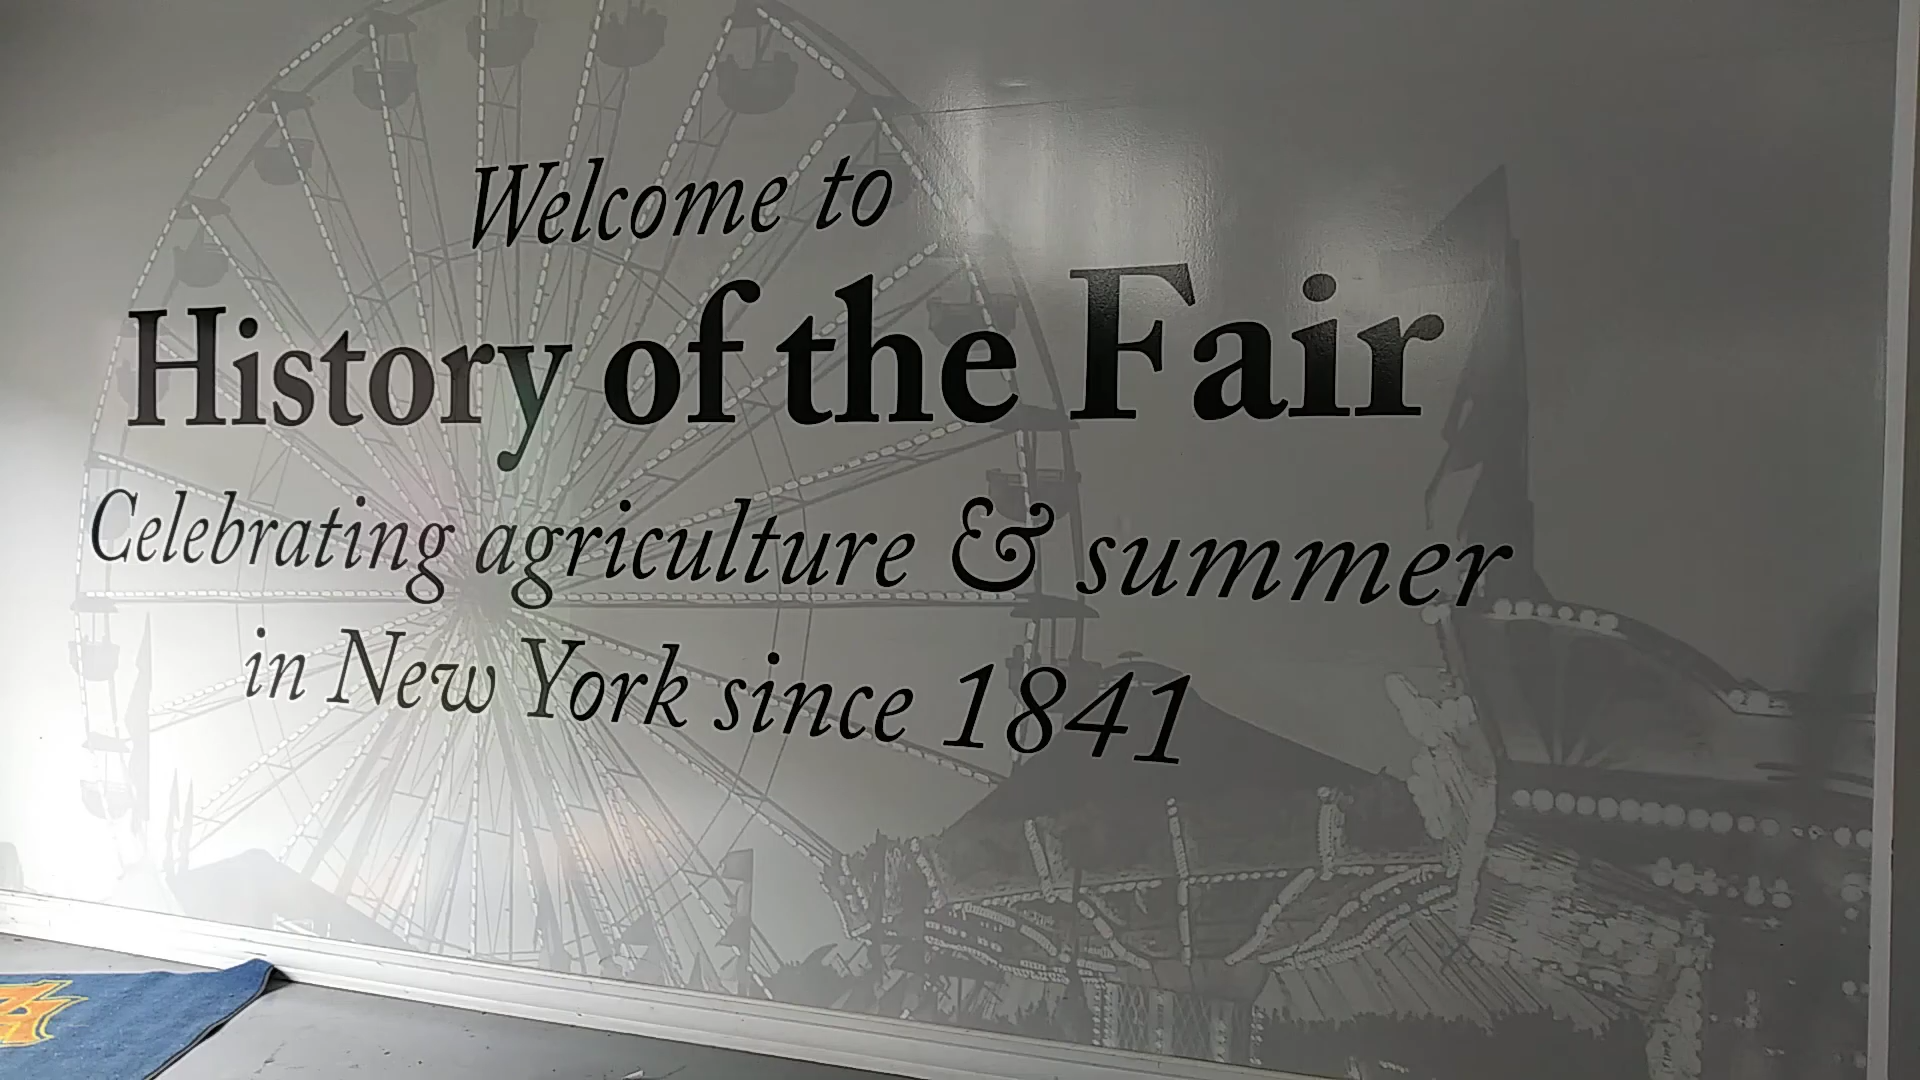 Welcome to
History of the Fair
Celebrating agriculture & summer
in New York since 1841